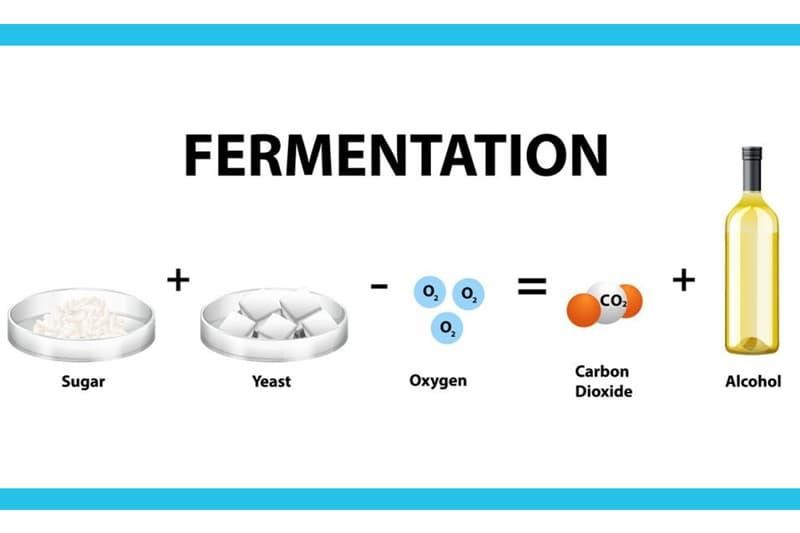 FERMENTATION
+
-
O₂
O₂
O₂
=
CO₂
+
Sugar
Yeast
Oxygen
Carbon
Dioxide
Alcohol